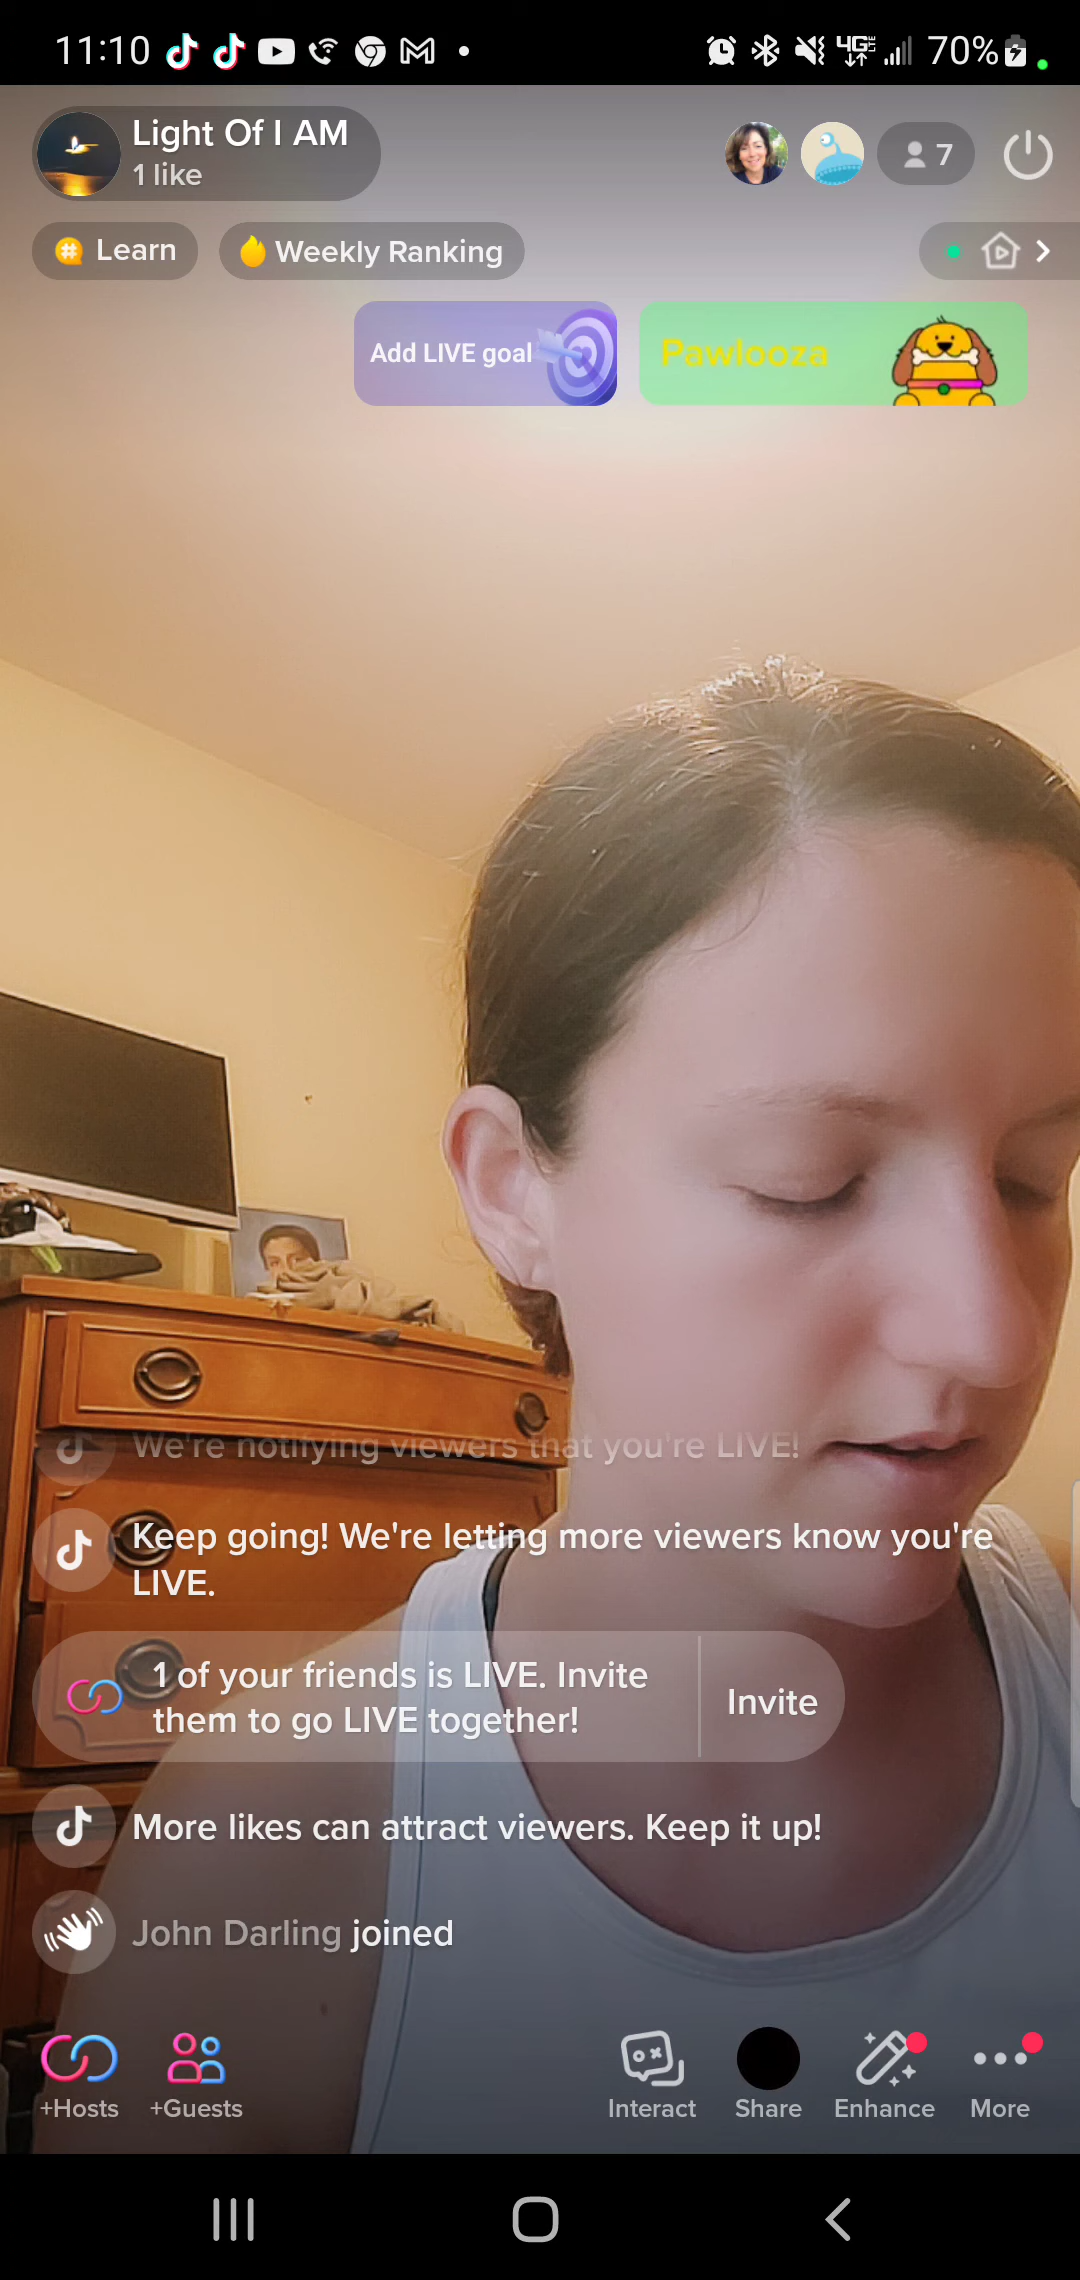 11:10
4G LTE
70%
Light Of I AM
1 like
7
Learn
Weekly Ranking
Add LIVE goal
Pawlooza
We're notifying viewers that you're LIVE!
Keep going! We're letting more viewers know you're
LIVE.
1 of your friends is LIVE. Invite
them to go LIVE together!
Invite
More likes can attract viewers. Keep it up!
John Darling joined
+Hosts
+Guests
Interact
Share
Enhance
More